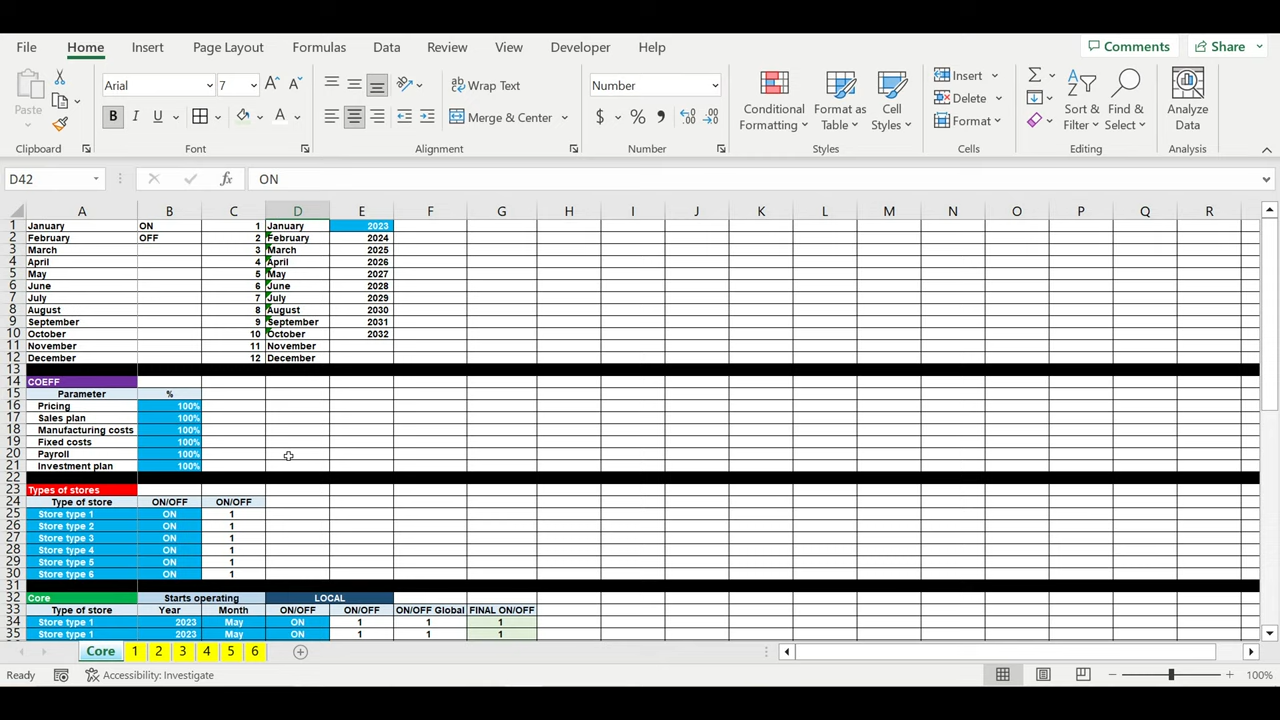 File Home Insert Page Layout Formulas Data Review View Developer Help Comments Share
Arial 7 Wrap Text Number Insert
Paste B I U Merge & Center $ % Conditional Formatting Format as Table Cell Styles Delete Format Sort & Filter Find & Select Analyze Data
Clipboard Font Alignment Number Styles Cells Editing Analysis
D42 fx ON
A B C D E F G H I J K L M N O P Q R
1 January ON 1 January 2023
2 February OFF 2 February 2024
3 March 3 March 2025
4 April 4 April 2026
5 May 5 May 2027
6 June 6 June 2028
7 July 7 July 2029
8 August 8 August 2030
9 September 9 September 2031
10 October 10 October 2032
11 November 11 November
12 December 12 December
13
14 COEFF
15 Parameter %
16 Pricing 100%
17 Sales plan 100%
18 Manufacturing costs 100%
19 Fixed costs 100%
20 Payroll 100%
21 Investment plan 100%
22
23 Types of stores
24 Type of store ON/OFF ON/OFF
25 Store type 1 ON 1
26 Store type 2 ON 1
27 Store type 3 ON 1
28 Store type 4 ON 1
29 Store type 5 ON 1
30 Store type 6 ON 1
31
32 Core Starts operating LOCAL
33 Type of store Year Month ON/OFF ON/OFF ON/OFF Global FINAL ON/OFF
34 Store type 1 2023 May ON 1 1 1
35 Store type 1 2023 May ON 1 1 1
Core 1 2 3 4 5 6
Ready Accessibility: Investigate 100%